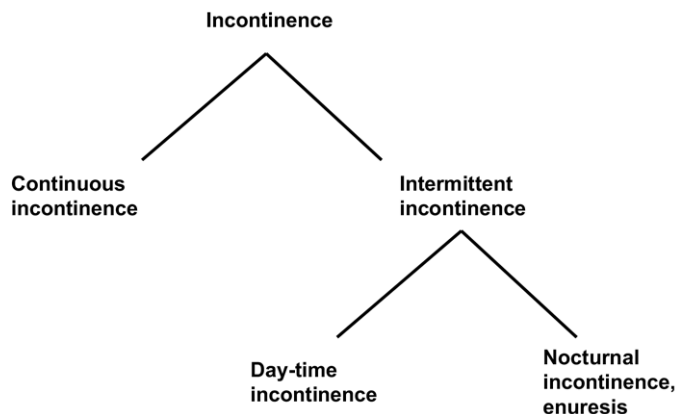 Incontinence
Continuous
incontinence
Intermittent
incontinence
Day-time
incontinence
Nocturnal
incontinence,
enuresis